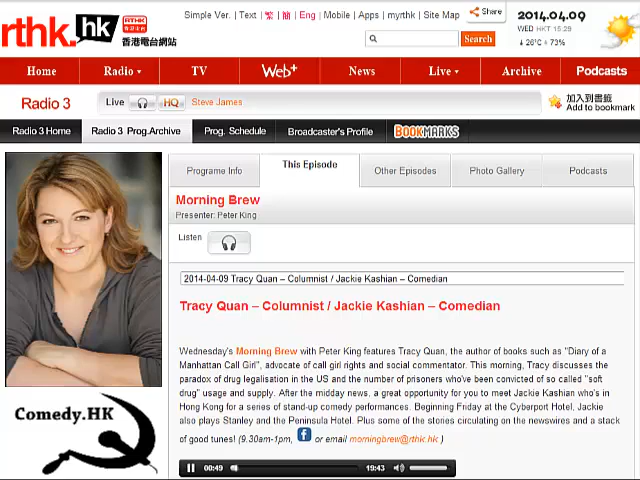 Simple Ver. | Text | 繁 | 簡 | Eng | Mobile | Apps | myrthk | Site Map
Share
2014.04.09
WED HKT 15:29
26°C 73%
rthk.hk
RTHK
香港電台
香港電台網站
Search
Home Radio TV Web+ News Live Archive Podcasts
Radio 3 Live HQ Steve James
加入到書籤
Add to bookmark
Radio 3 Home Radio 3 Prog.Archive Prog. Schedule Broadcaster's Profile BOOKMARKS
Programe Info This Episode Other Episodes Photo Gallery Podcasts
Morning Brew
Presenter: Peter King
Listen
2014-04-09 Tracy Quan – Columnist / Jackie Kashian – Comedian
Tracy Quan – Columnist / Jackie Kashian – Comedian
Wednesday's Morning Brew with Peter King features Tracy Quan, the author of books such as "Diary of a
Manhattan Call Girl", advocate of call girl rights and social commentator. This morning, Tracy discusses the
paradox of drug legalisation in the US and the number of prisoners who've been convicted of so called "soft
drug" usage and supply. After the midday news, a great opportunity for you to meet Jackie Kashian who's in
Hong Kong for a series of stand-up comedy performances. Beginning Friday at the Cyberport Hotel. Jackie
also plays Stanley and the Peninsula Hotel. Plus some of the stories circulating on the newswires and a stack
of good tunes! (9.30am-1pm, f or email morningbrew@rthk.hk )
Comedy.HK
00:49 19:43